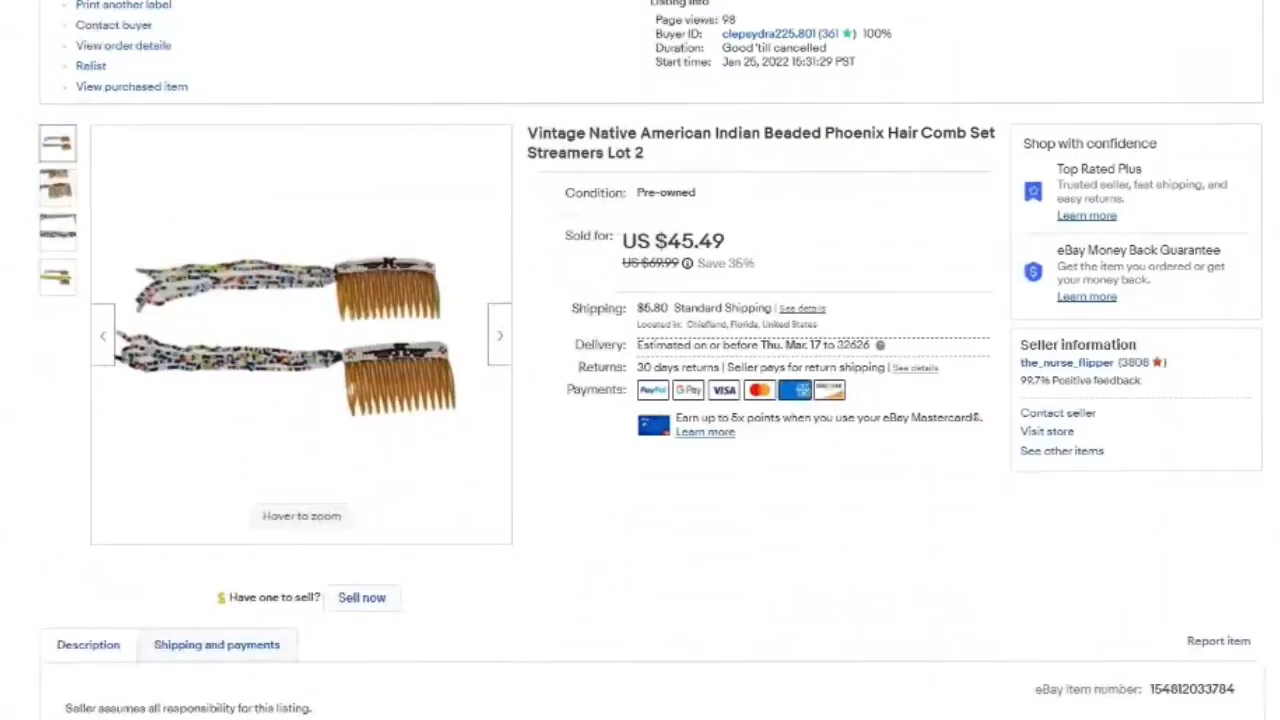 Print another label
Contact buyer
View order details
Relist
View purchased item
Listing info
Page views: 98
Buyer ID: clepsydra225.801 (361 ★) 100%
Duration: Good 'till cancelled
Start time: Jan 25, 2022 15:31:29 PST
Vintage Native American Indian Beaded Phoenix Hair Comb Set
Streamers Lot 2
Condition: Pre-owned
Sold for: US $45.49
US $69.99 Save 35%
Shipping: $5.80 Standard Shipping | See details
Located in: Chiefland, Florida, United States
Delivery: Estimated on or before Thu. Mar. 17 to 32626
Returns: 30 days returns | Seller pays for return shipping | See details
Payments: PayPal G Pay VISA
Earn up to 5x points when you use your eBay Mastercard®.
Learn more
Shop with confidence
Top Rated Plus
Trusted seller, fast shipping, and
easy returns.
Learn more
eBay Money Back Guarantee
Get the item you ordered or get
your money back.
Learn more
Seller information
the_nurse_flipper (3808 ★)
99.7% Positive feedback
Contact seller
Visit store
See other items
Hover to zoom
$ Have one to sell? Sell now
Description
Shipping and payments
Report item
eBay item number: 154812033784
Seller assumes all responsibility for this listing.